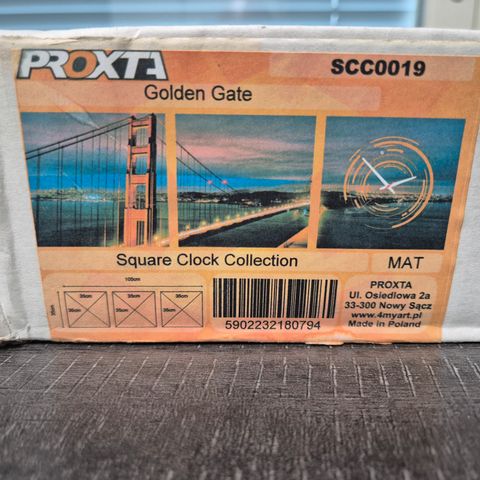 PROXTA
SCC0019
Golden Gate
Square Clock Collection
MAT
105cm
35cm
35cm 35cm 35cm
35cm 35cm 35cm
5902232180794
PROXTA
Ul. Osiedlowa 2a
33-300 Nowy Sącz
www.4myart.pl
Made in Poland